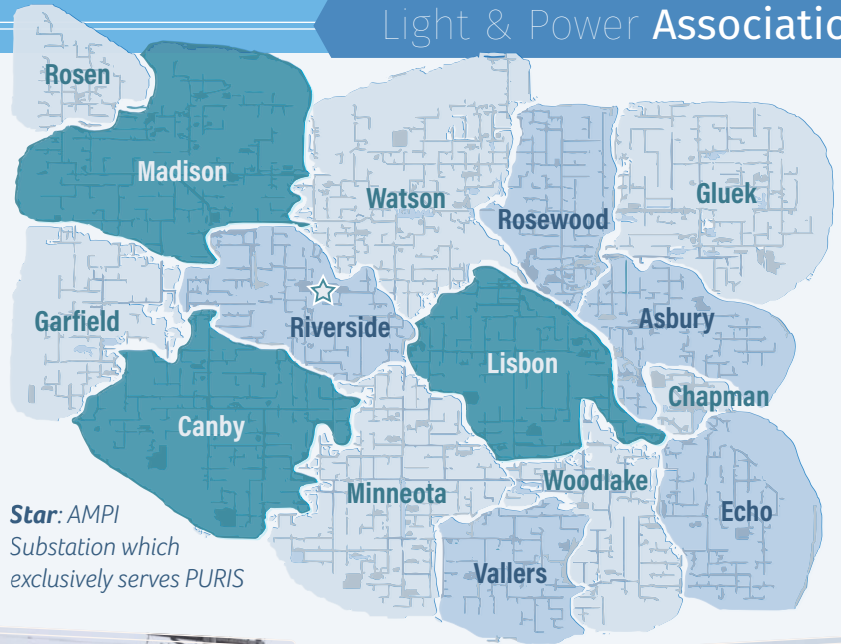 Light & Power Associatio
Rosen
Madison
Watson
Rosewood
Gluek
Garfield
Riverside
Asbury
Lisbon
Chapman
Canby
Minneota
Woodlake
Echo
Vallers
Star: AMPI
Substation which
exclusively serves PURIS